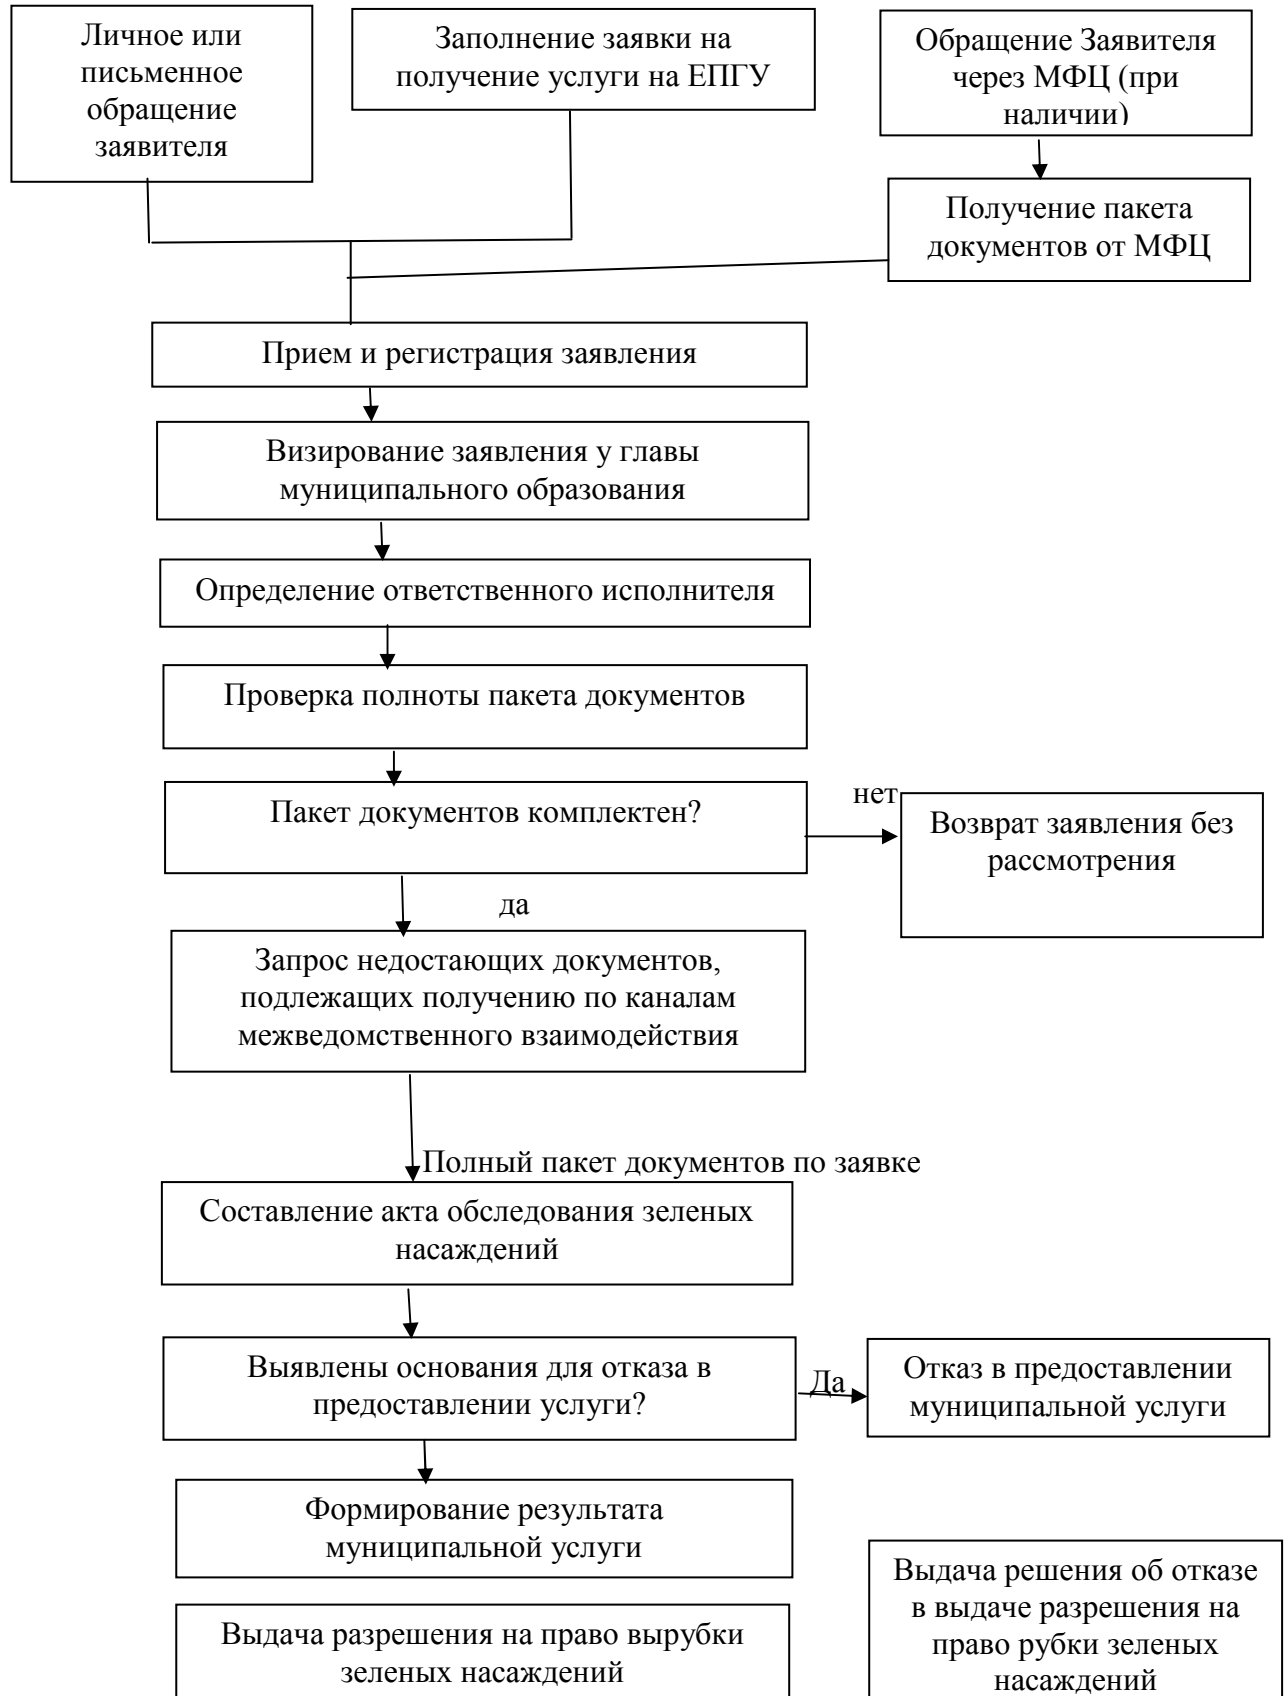 Личное или
письменное
обращение
заявителя
Заполнение заявки на
получение услуги на ЕПГУ
Обращение Заявителя
через МФЦ (при
наличии)
Получение пакета
документов от МФЦ
Прием и регистрация заявления
Визирование заявления у главы
муниципального образования
Определение ответственного исполнителя
Проверка полноты пакета документов
Пакет документов комплектен?
нет
Возврат заявления без
рассмотрения
да
Запрос недостающих документов,
подлежащих получению по каналам
межведомственного взаимодействия
Полный пакет документов по заявке
Составление акта обследования зеленых
насаждений
Выявлены основания для отказа в
предоставлении услуги?
Да
Отказ в предоставлении
муниципальной услуги
Формирование результата
муниципальной услуги
Выдача разрешения на право вырубки
зеленых насаждений
Выдача решения об отказе
в выдаче разрешения на
право рубки зеленых
насаждений